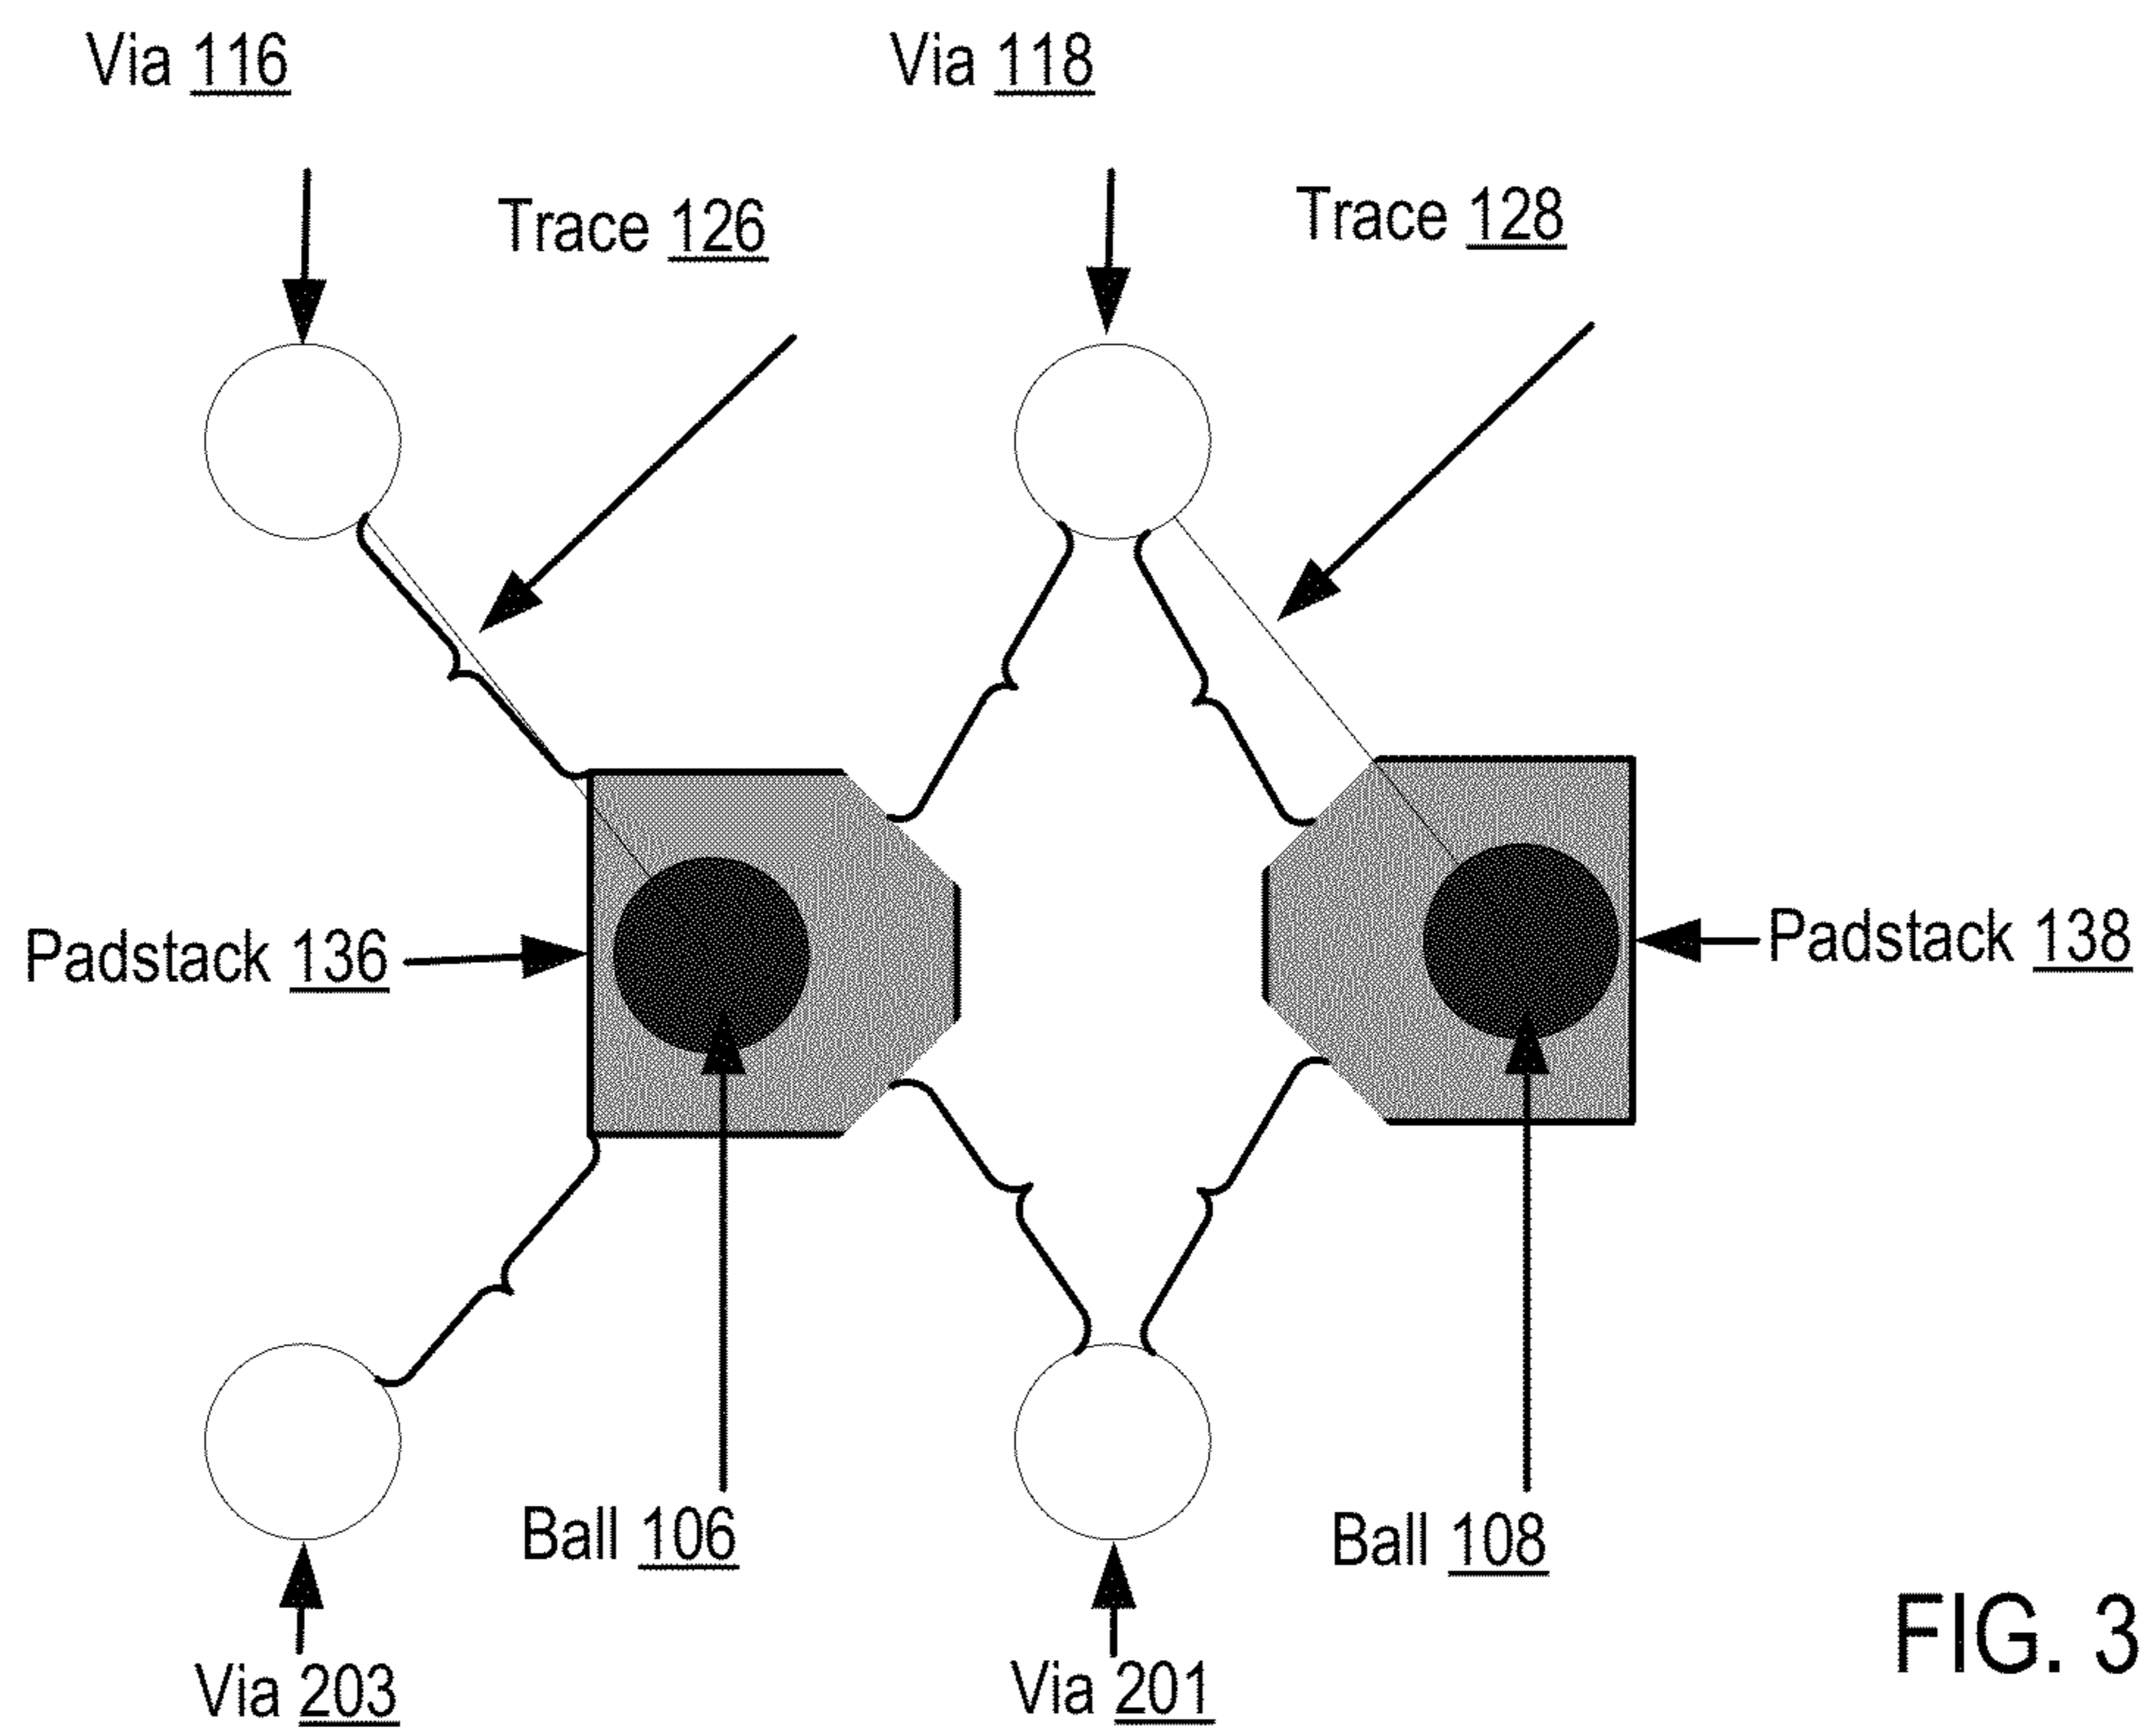 Via 116
Via 118
Trace 126
Trace 128
Padstack 136
Padstack 138
Ball 106
Ball 108
Via 203
Via 201
FIG. 3